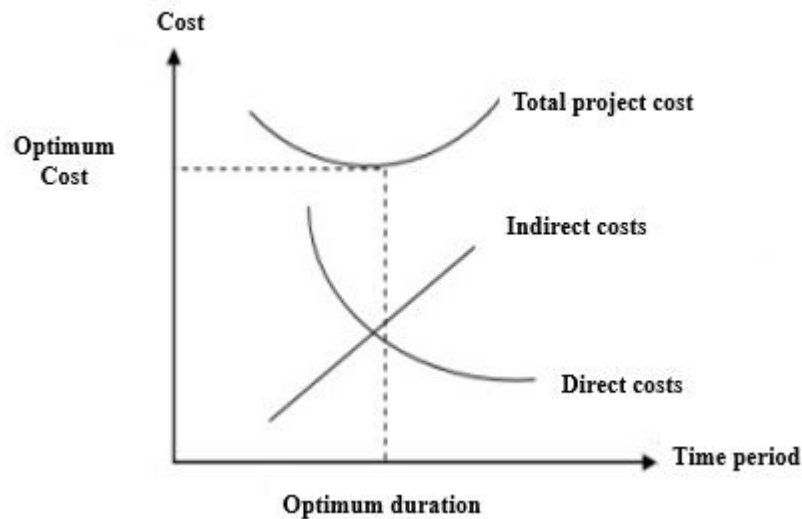 Cost
Total project cost
Optimum
Cost
Indirect costs
Direct costs
Time period
Optimum duration